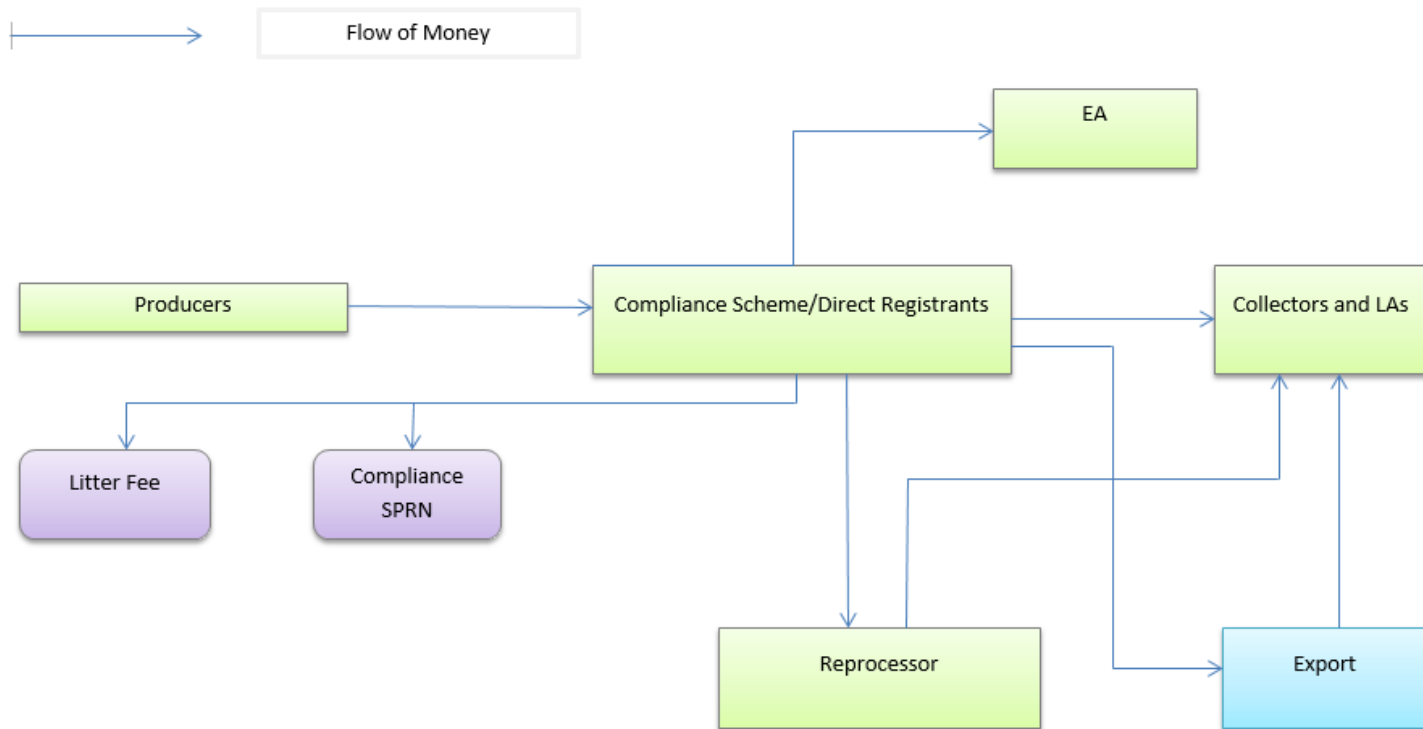 Flow of Money
EA
Producers
Compliance Scheme/Direct Registrants
Collectors and LAs
Litter Fee
Compliance
SPRN
Reprocessor
Export